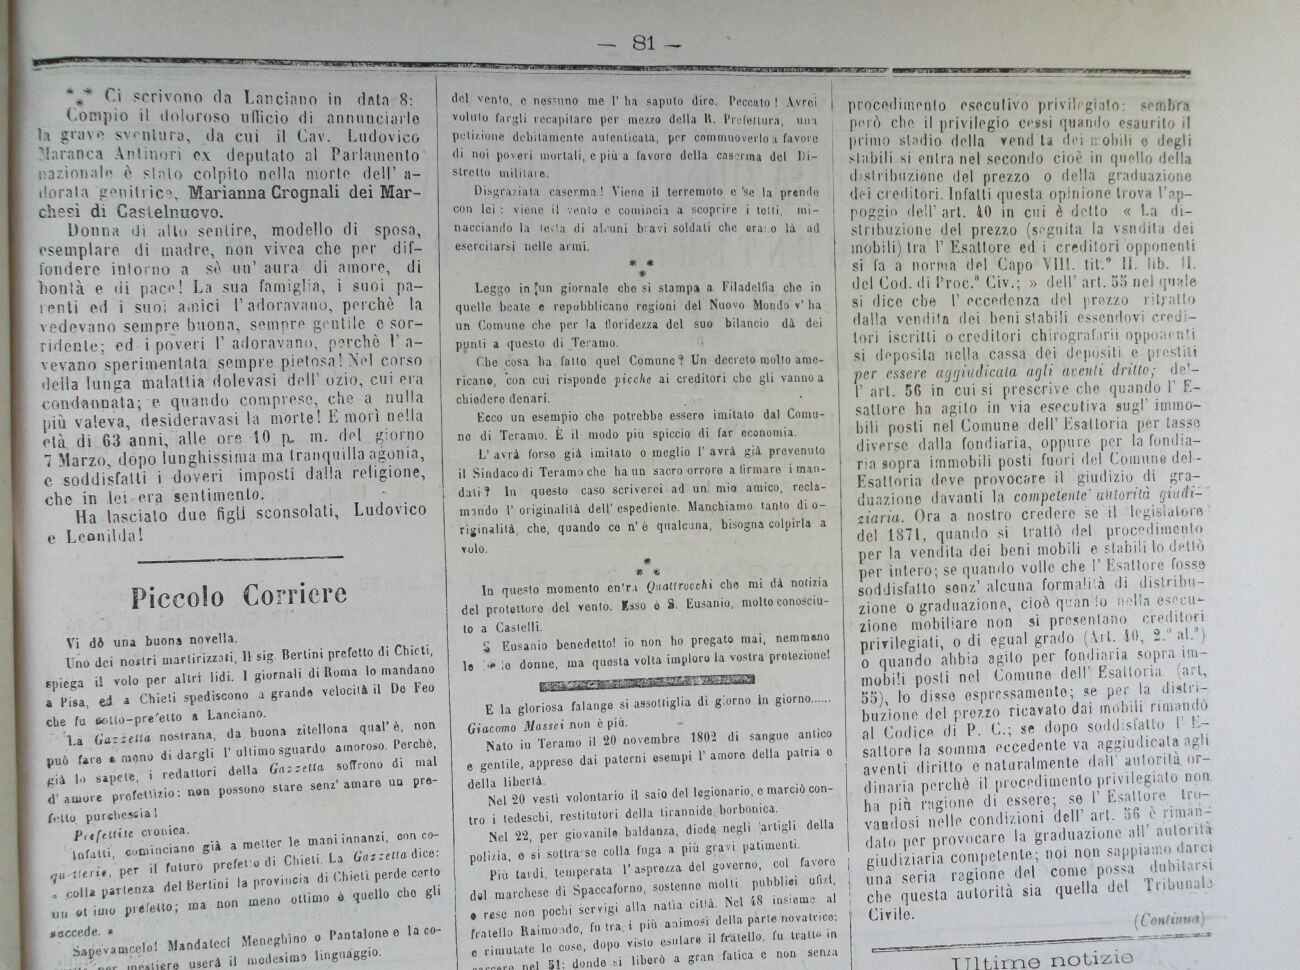 — 81 —
*** Ci scrivono da Lanciano in data 8:
Compio il doloroso ufficio di annunciarle
la grave sventura, da cui il Cav. Ludovico
Maranca Antinori ex deputato al Parlamento
nazionale è stato colpito nella morte dell' a-
dorata genitrice, Marianna Crognali dei Mar-
chesi di Castelnuovo.
Donna di alto sentire, modello di sposa,
esemplare di madre, non vivea che per dif-
fondere intorno a sè un' aura di amore, di
bontà e di pace! La sua famiglia, i suoi pa-
renti ed i suoi amici l'adoravano, perchè la
vedevano sempre buona, sempre gentile e sor-
ridente; ed i poveri l' adoravano, perchè l'a-
vevano sperimentata sempre pietosa! Nel corso
della lunga malattia dolevasi dell' ozio, cui era
condannata; e quando comprese, che a nulla
più valeva, desideravasi la morte! E morì nella
età di 63 anni, alle ore 10 p. m. del giorno
7 Marzo, dopo lunghissima ma tranquilla agonia,
e soddisfatti i doveri imposti dalla religione,
che in lei era sentimento.
Ha lasciato due figli sconsolati, Ludovico
e Leonilda!
Piccolo Corriere
Vi dò una buona novella.
Uno dei nostri martirizzati, Il sig. Bertini prefetto di Chieti,
spiega il volo per altri lidi. I giornali di Roma lo mandano
a Pisa, ed a Chieti spediscono a grande velocità il De Feo
che fu sotto-prefetto a Lanciano.
La Gazzetta nostrana, da buona zitellona qual'è, non
può fare a meno di dargli l' ultimo sguardo amoroso. Perchè,
già lo sapete, i redattori della Gazzetta soffrono di mal
d' amore prefettizio: non possono stare senz' amare un pre-
fetto purchessia!
Prefettite cronica.
Infatti, cominciano già a metter le mani innanzi, con co-
quetterie, per il futuro prefetto di Chieti. La Gazzetta dice:
« colla partenza del Bertini la provincia di Chieti perde certo
un ottimo prefetto; ma non meno ottimo è quello che gli
succede. »
Sapevamcelo! Mandateci Meneghino o Pantalone e la co-
per mestiere userà il modesimo linguaggio.
del vento, e nessuno me l' ha saputo dire. Peccato! Avrei
voluto fargli recapitare per mezzo della R. Prefettura, una
petizione debitamente autenticata, per commuoverlo a favore
di noi poveri mortali, e più a favore della caserma del Di-
stretto militare.
Disgraziata caserma! Viene il terremoto e se la prende
con lei: viene il vento e comincia a scoprire i tetti, mi-
nacciando la testa di alcuni bravi soldati che erano là ad
esercitarsi nelle armi.
* *
*
Leggo in un giornale che si stampa a Filadelfia che in
quelle beate e repubblicane regioni del Nuovo Mondo v' ha
un Comune che per la floridezza del suo bilancio dà dei
punti a questo di Teramo.
Che cosa ha fatto quel Comune? Un decreto molto ame-
ricano, con cui risponde picche ai creditori che gli vanno a
chiedere denari.
Ecco un esempio che potrebbe essere imitato dal Comu-
ne di Teramo. È il modo più spiccio di far economia.
L' avrà forse già imitato o meglio l' avrà già prevenuto
il Sindaco di Teramo che ha un sacro orrore a firmare i man-
dati? In questo caso scriverei ad un mio amico, recla-
mando l' originalità dell' espediente. Manchiamo tanto di o-
riginalità, che, quando ce n'è qualcuna, bisogna colpirla a
volo.
*
* *
In questo momento entra Quattrocchi che mi dà notizia
del protettore del vento. Esso è S. Eusanio, molto conosciu-
to a Castelli.
S Eusanio benedetto! io non ho pregato mai, nemmeno
le donne, ma questa volta imploro la vostra protezione!
E la gloriosa falange si assottiglia di giorno in giorno......
Giacomo Massei non è più.
Nato in Teramo il 20 novembre 1802 di sangue antico
e gentile, apprese dai paterni esempi l' amore della patria e
della libertà.
Nel 20 vestì volontario il saio del legionario, e marciò con-
tro i tedeschi, restitutori della tirannide borbonica.
Nel 22, per giovanile baldanza, diede negli artigli della
polizia, e si sottrasse colla fuga a più gravi patimenti.
Più tardi, temperata l'asprezza del governo, col favore
del marchese di Spaccaforno, sostenne molti pubblici ufizi,
e rese non pochi servigi alla natìa città. Nel 48 insieme al
fratello Raimondo, fu tra i più animosi della parte novatrice;
e rimutate le cose, dopo visto esulare il fratello, fu tratto in
carcere nel 51: donde si liberò a gran fatica e non senza
procedimento esecutivo privilegiato: sembra
però che il privilegio cessi quando esaurito il
primo stadio della vendita dei mobili e degli
stabili si entra nel secondo cioè in quello della
distribuzione del prezzo o della graduazione
dei creditori. Infatti questa opinione trova l'ap-
poggio dell' art. 40 in cui è detto « La di-
stribuzione del prezzo (seguita la vendita dei
mobili) tra l' Esattore ed i creditori opponenti
si fa a norma del Capo VIII. tit.° II. lib. II.
del Cod. di Proc.ª Civ.; » dell' art. 55 nel quale
si dice che l' eccedenza del prezzo ritratto
dalla vendita dei beni stabili essendovi credi-
tori iscritti o creditori chirografarii opponenti
si deposita nella cassa dei depositi e prestiti
per essere aggiudicata agli aventi dritto; del-
l' art. 56 in cui si prescrive che quando l' E-
sattore ha agito in via esecutiva sugl' immo-
bili posti nel Comune dell' Esattoria per tasse
diverse dalla fondiaria, oppure per la fondia-
ria sopra immobili posti fuori del Comune del-
l' Esattoria deve provocare il giudizio di gra-
duazione davanti la competente autorità giudi-
ziaria. Ora a nostro credere se il legislatore
del 1871, quando si trattò del procedimento
per la vendita dei beni mobili e stabili lo dettò
per intero; se quando volle che l' Esattore fosse
soddisfatto senz' alcuna formalità di distribu-
zione o graduazione, cioè quando nella esecu-
zione mobiliare non si presentano creditori
privilegiati, o di egual grado (Art. 40, 2.° al.°)
o quando abbia agito per fondiaria sopra im-
mobili posti nel Comune dell' Esattoria (art,
55), lo disse espressamente; se per la distri-
buzione del prezzo ricavato dai mobili rimandò
al Codice di P. C.; se dopo soddisfatto l' E-
sattore la somma eccedente va aggiudicata agli
aventi diritto e naturalmente dall' autorità or-
dinaria perchè il procedimento privilegiato non
ha più ragione di essere; se l' Esattore tro-
vandosi nelle condizioni dell' art. 56 è riman-
dato per provocare la graduazione all' autorità
giudiziaria competente; noi non sappiamo darci
una seria ragione del come possa dubitarsi
che questa autorità sia quella del Tribunale
Civile.
(Continua)
Ultime notizie